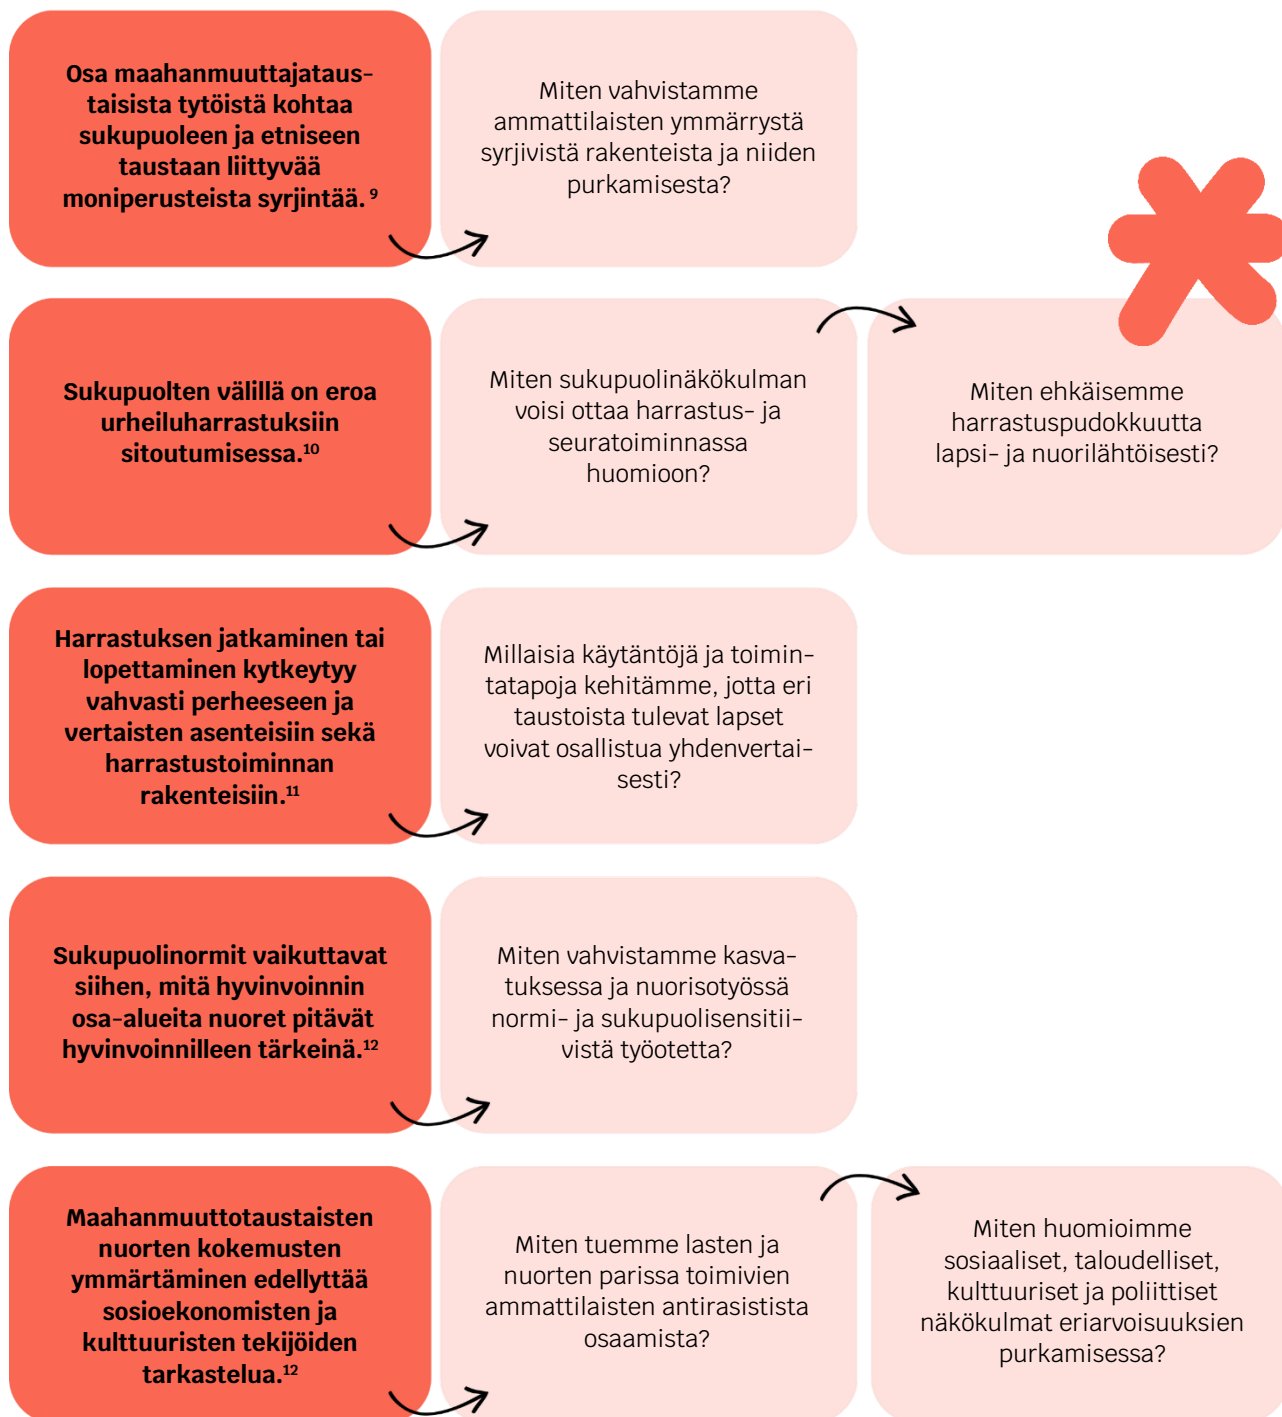 Osa maahanmuuttajataus-
taisista tytöistä kohtaa
sukupuoleen ja etniseen
taustaan liittyvää
moniperusteista syrjintää. ⁹
Miten vahvistamme
ammattilaisten ymmärrystä
syrjivistä rakenteista ja niiden
purkamisesta?
Sukupuolten välillä on eroa
urheiluharrastuksiin
sitoutumisessa.¹⁰
Miten sukupuolinäkökulman
voisi ottaa harrastus- ja
seuratoiminnassa
huomioon?
Miten ehkäisemme
harrastuspudokkuutta
lapsi- ja nuorilähtöisesti?
Harrastuksen jatkaminen tai
lopettaminen kytkeytyy
vahvasti perheeseen ja
vertaisten asenteisiin sekä
harrastustoiminnan
rakenteisiin.¹¹
Millaisia käytäntöjä ja toimin-
tatapoja kehitämme, jotta eri
taustoista tulevat lapset
voivat osallistua yhdenvertai-
sesti?
Sukupuolinormit vaikuttavat
siihen, mitä hyvinvoinnin
osa-alueita nuoret pitävät
hyvinvoinnilleen tärkeinä.¹²
Miten vahvistamme kasva-
tuksessa ja nuorisotyössä
normi- ja sukupuolisensitii-
vistä työotetta?
Maahanmuuttotaustaisten
nuorten kokemusten
ymmärtäminen edellyttää
sosioekonomisten ja
kulttuuristen tekijöiden
tarkastelua.¹²
Miten tuemme lasten ja
nuorten parissa toimivien
ammattilaisten antirasistista
osaamista?
Miten huomioimme
sosiaaliset, taloudelliset,
kulttuuriset ja poliittiset
näkökulmat eriarvoisuuksien
purkamisessa?